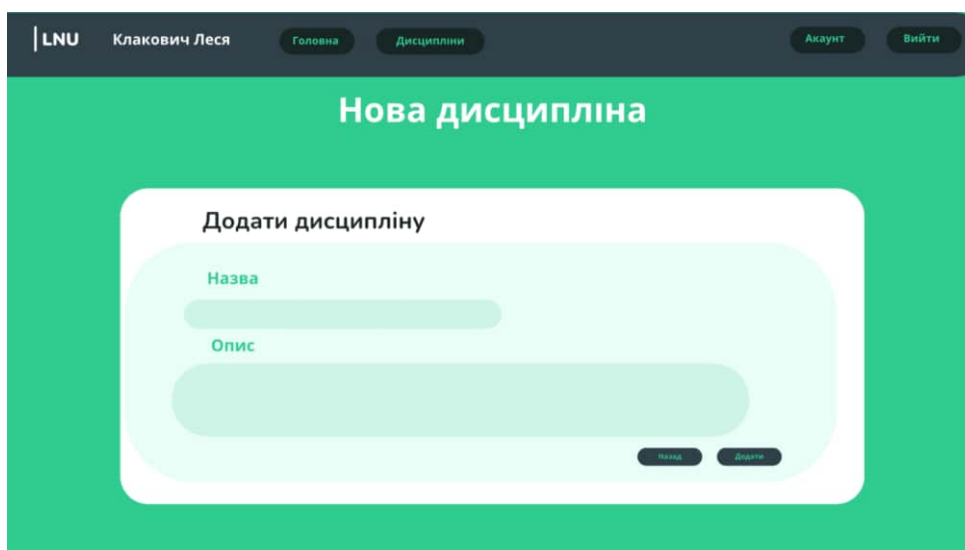 LNU Клакович Леся Головна Дисципліни Акаунт Вийти
Нова дисципліна
Додати дисципліну
Назва
Опис
Назад Додати